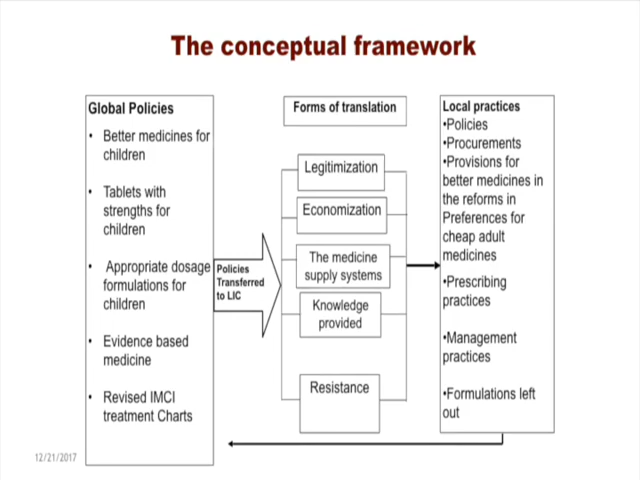 The conceptual framework
Global Policies
• Better medicines for
children
• Tablets with
strengths for
children
• Appropriate dosage
formulations for
children
• Evidence based
medicine
• Revised IMCI
treatment Charts
Policies
Transferred
to LIC
Forms of translation
Legitimization
Economization
The medicine
supply systems
Knowledge
provided
Resistance
Local practices
•Policies
•Procurements
•Provisions for
better medicines in
the reforms in
Preferences for
cheap adult
medicines
•Prescribing
practices
•Management
practices
•Formulations left
out
12/21/2017